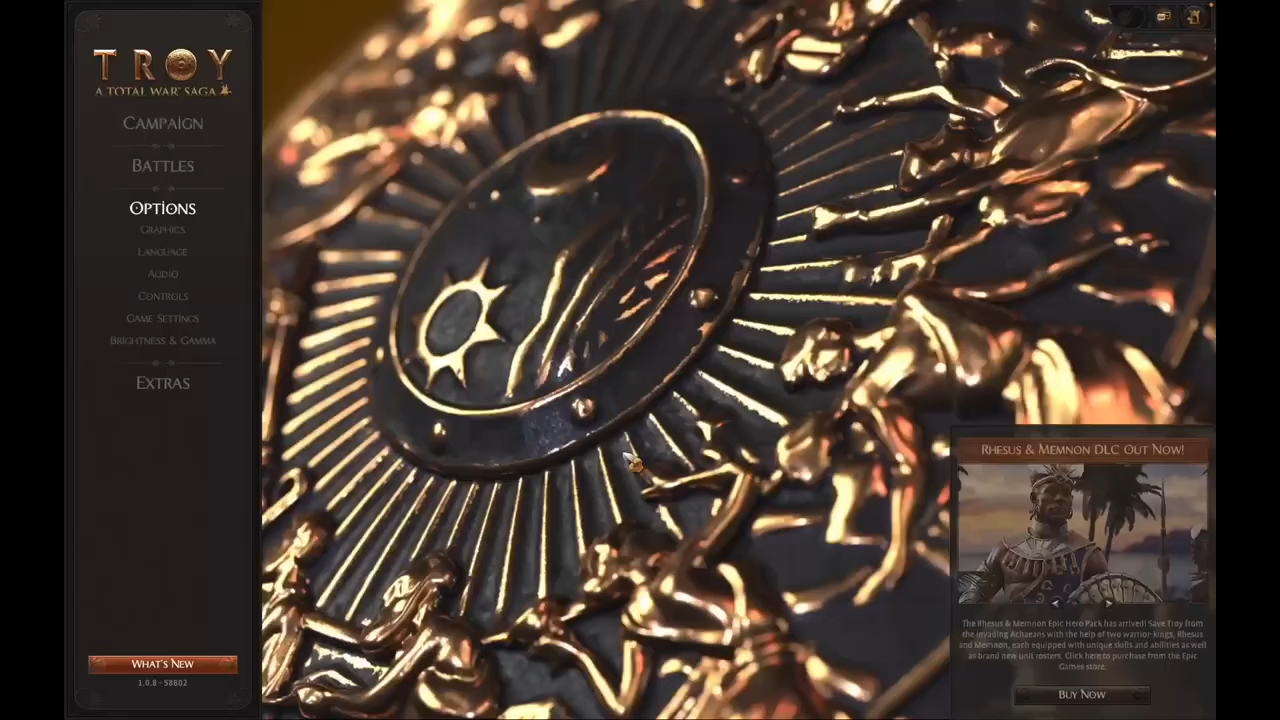 TROY
A TOTAL WAR SAGA
CAMPAIGN
BATTLES
OPTIONS
GRAPHICS
LANGUAGE
AUDIO
CONTROLS
GAME SETTINGS
BRIGHTNESS & GAMMA
EXTRAS
WHAT'S NEW
1.0.8 - 58802
RHESUS & MEMNON DLC OUT NOW!
The Rhesus & Memnon Epic Hero Pack has arrived! Save Troy from
the invading Achaeans with the help of two warrior-kings, Rhesus
and Memnon, each equipped with unique skills and abilities as well
as brand new unit rosters. Click here to purchase from the Epic
Games store.
BUY NOW